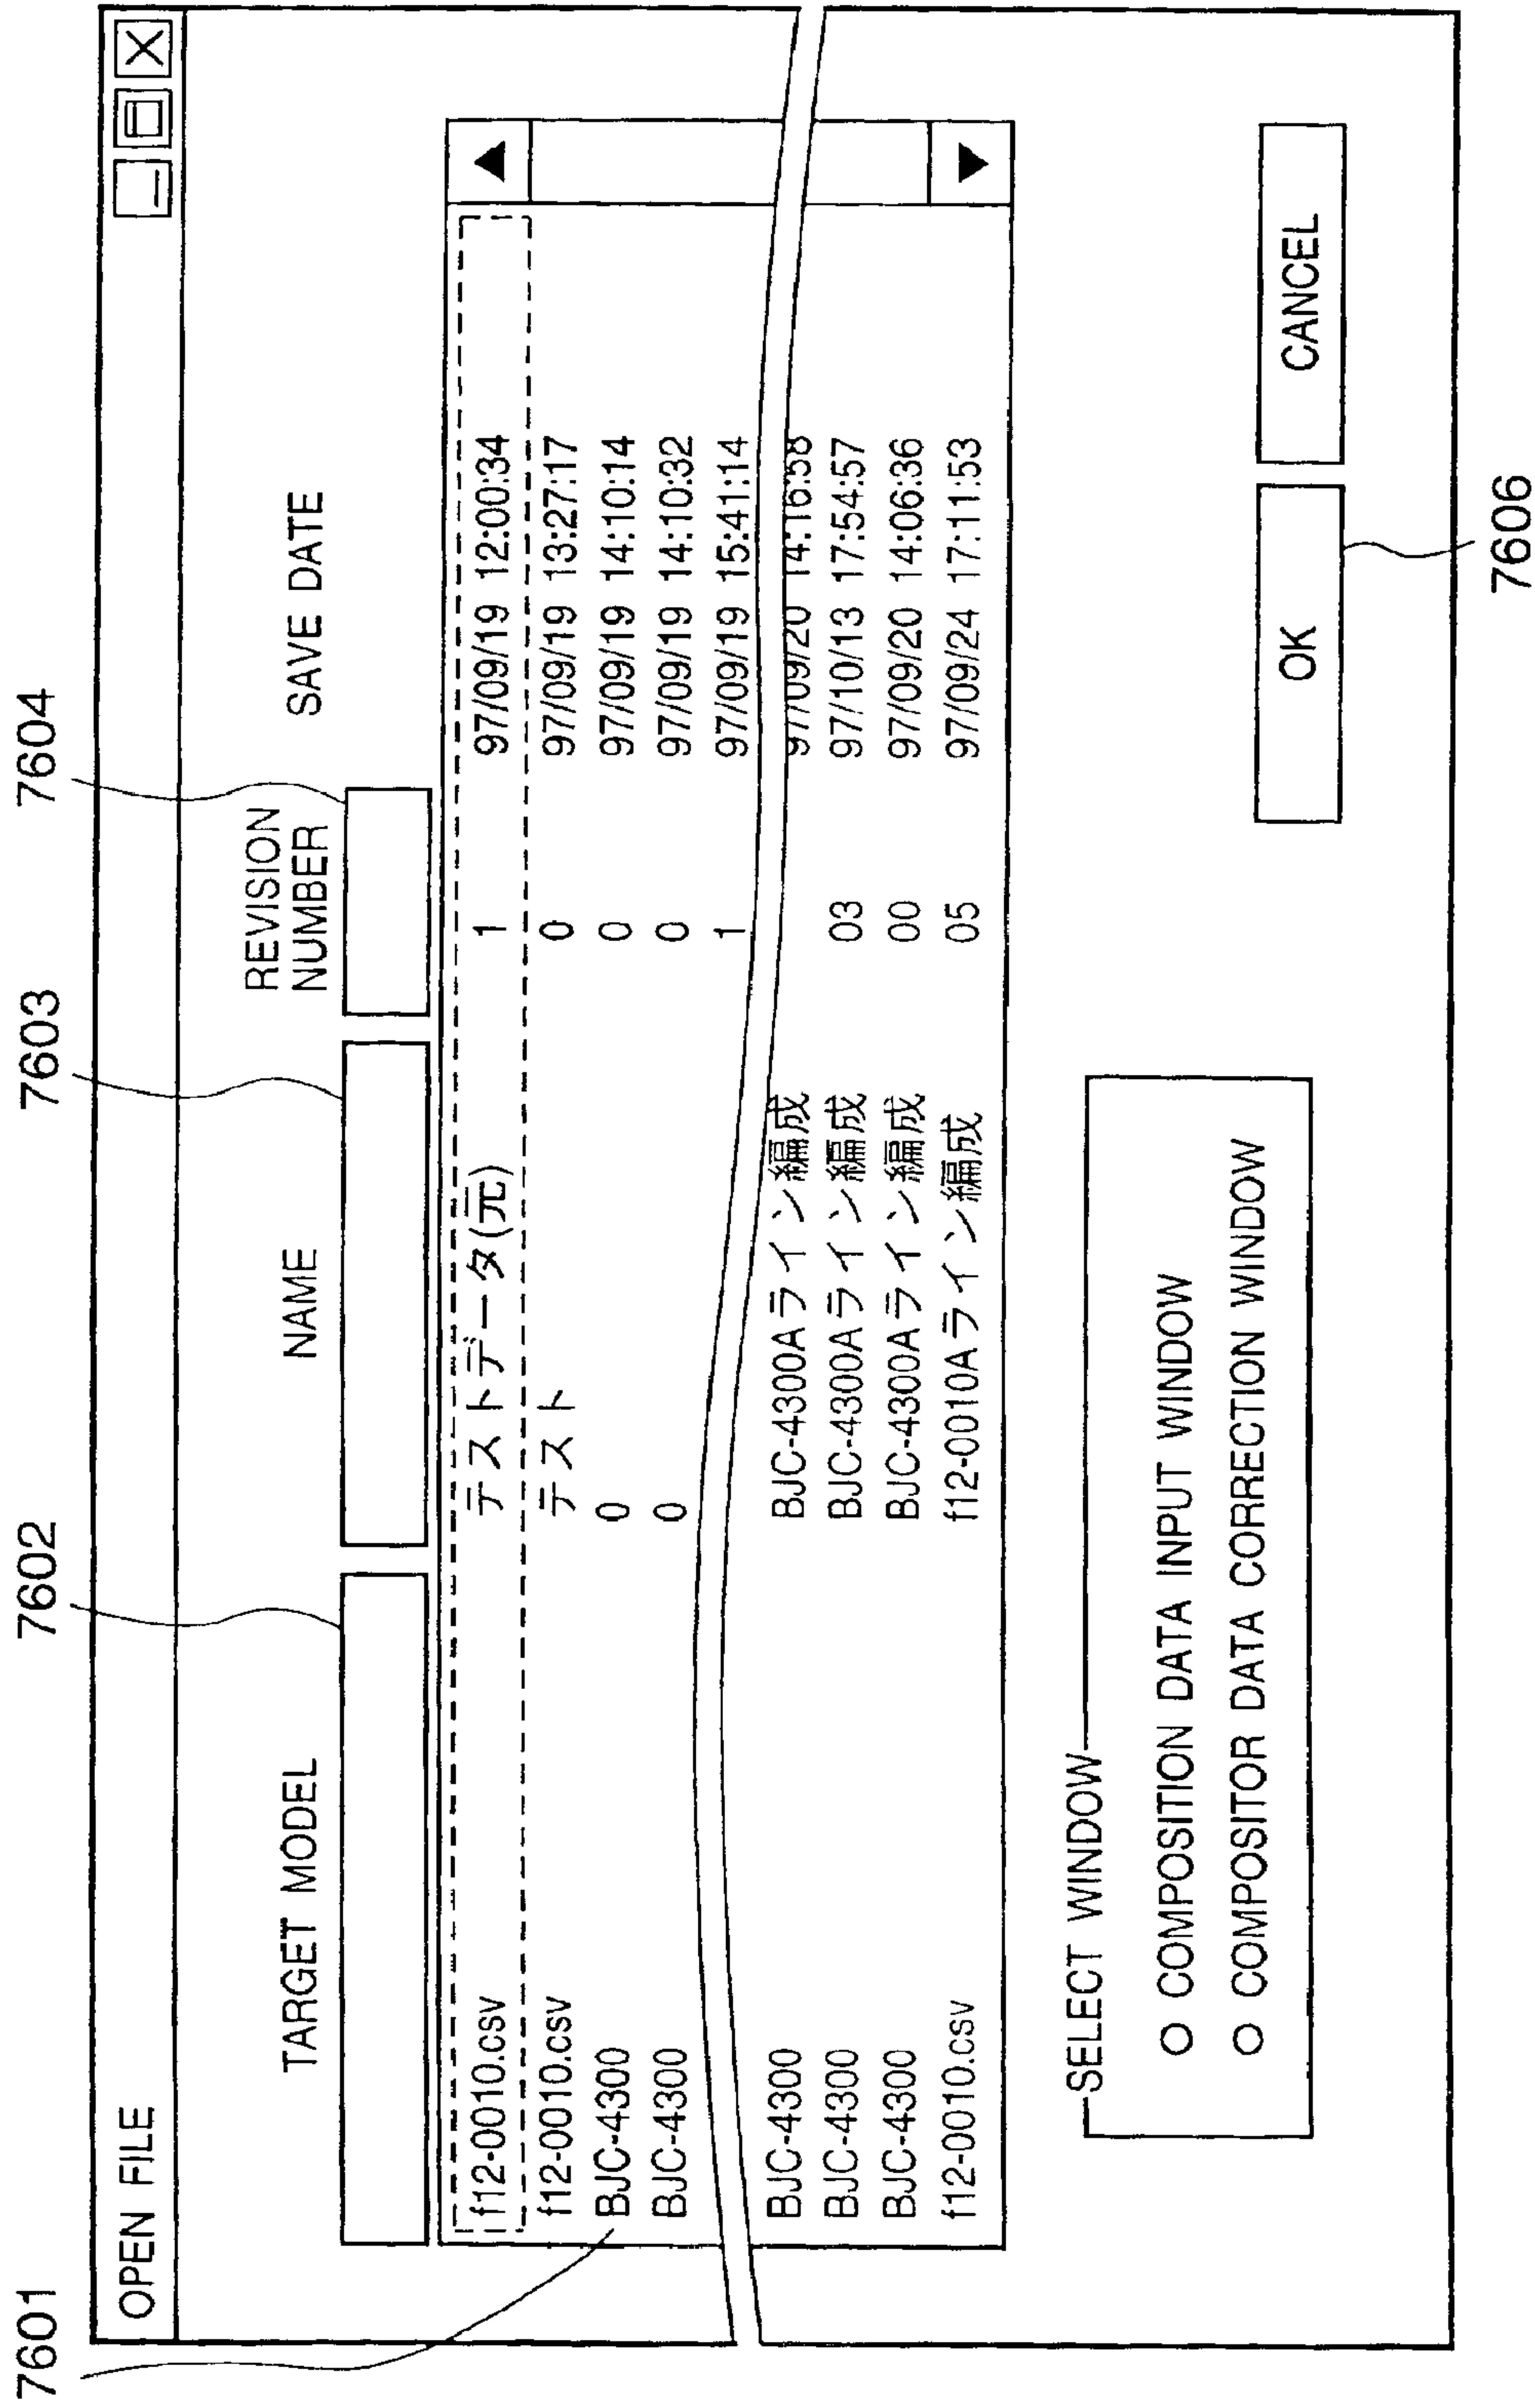 7601
7602
7603
7604
OPEN FILE
TARGET MODEL
NAME
REVISION
NUMBER
SAVE DATE
f12-0010.csv テストデータ(元) 1 97/09/19 12:00:34
f12-0010.csv テスト 0 97/09/19 13:27:17
BJC-4300 0 0 97/09/19 14:10:14
BJC-4300 0 0 97/09/19 14:10:32
1 97/09/19 15:41:14
BJC-4300 BJC-4300Aライン編成 97/09/20 14:16:58
BJC-4300 BJC-4300Aライン編成 03 97/10/13 17:54:57
BJC-4300 BJC-4300Aライン編成 00 97/09/20 14:06:36
f12-0010.csv f12-0010Aライン編成 05 97/09/24 17:11:53
SELECT WINDOW
COMPOSITION DATA INPUT WINDOW
COMPOSITOR DATA CORRECTION WINDOW
OK
CANCEL
7606